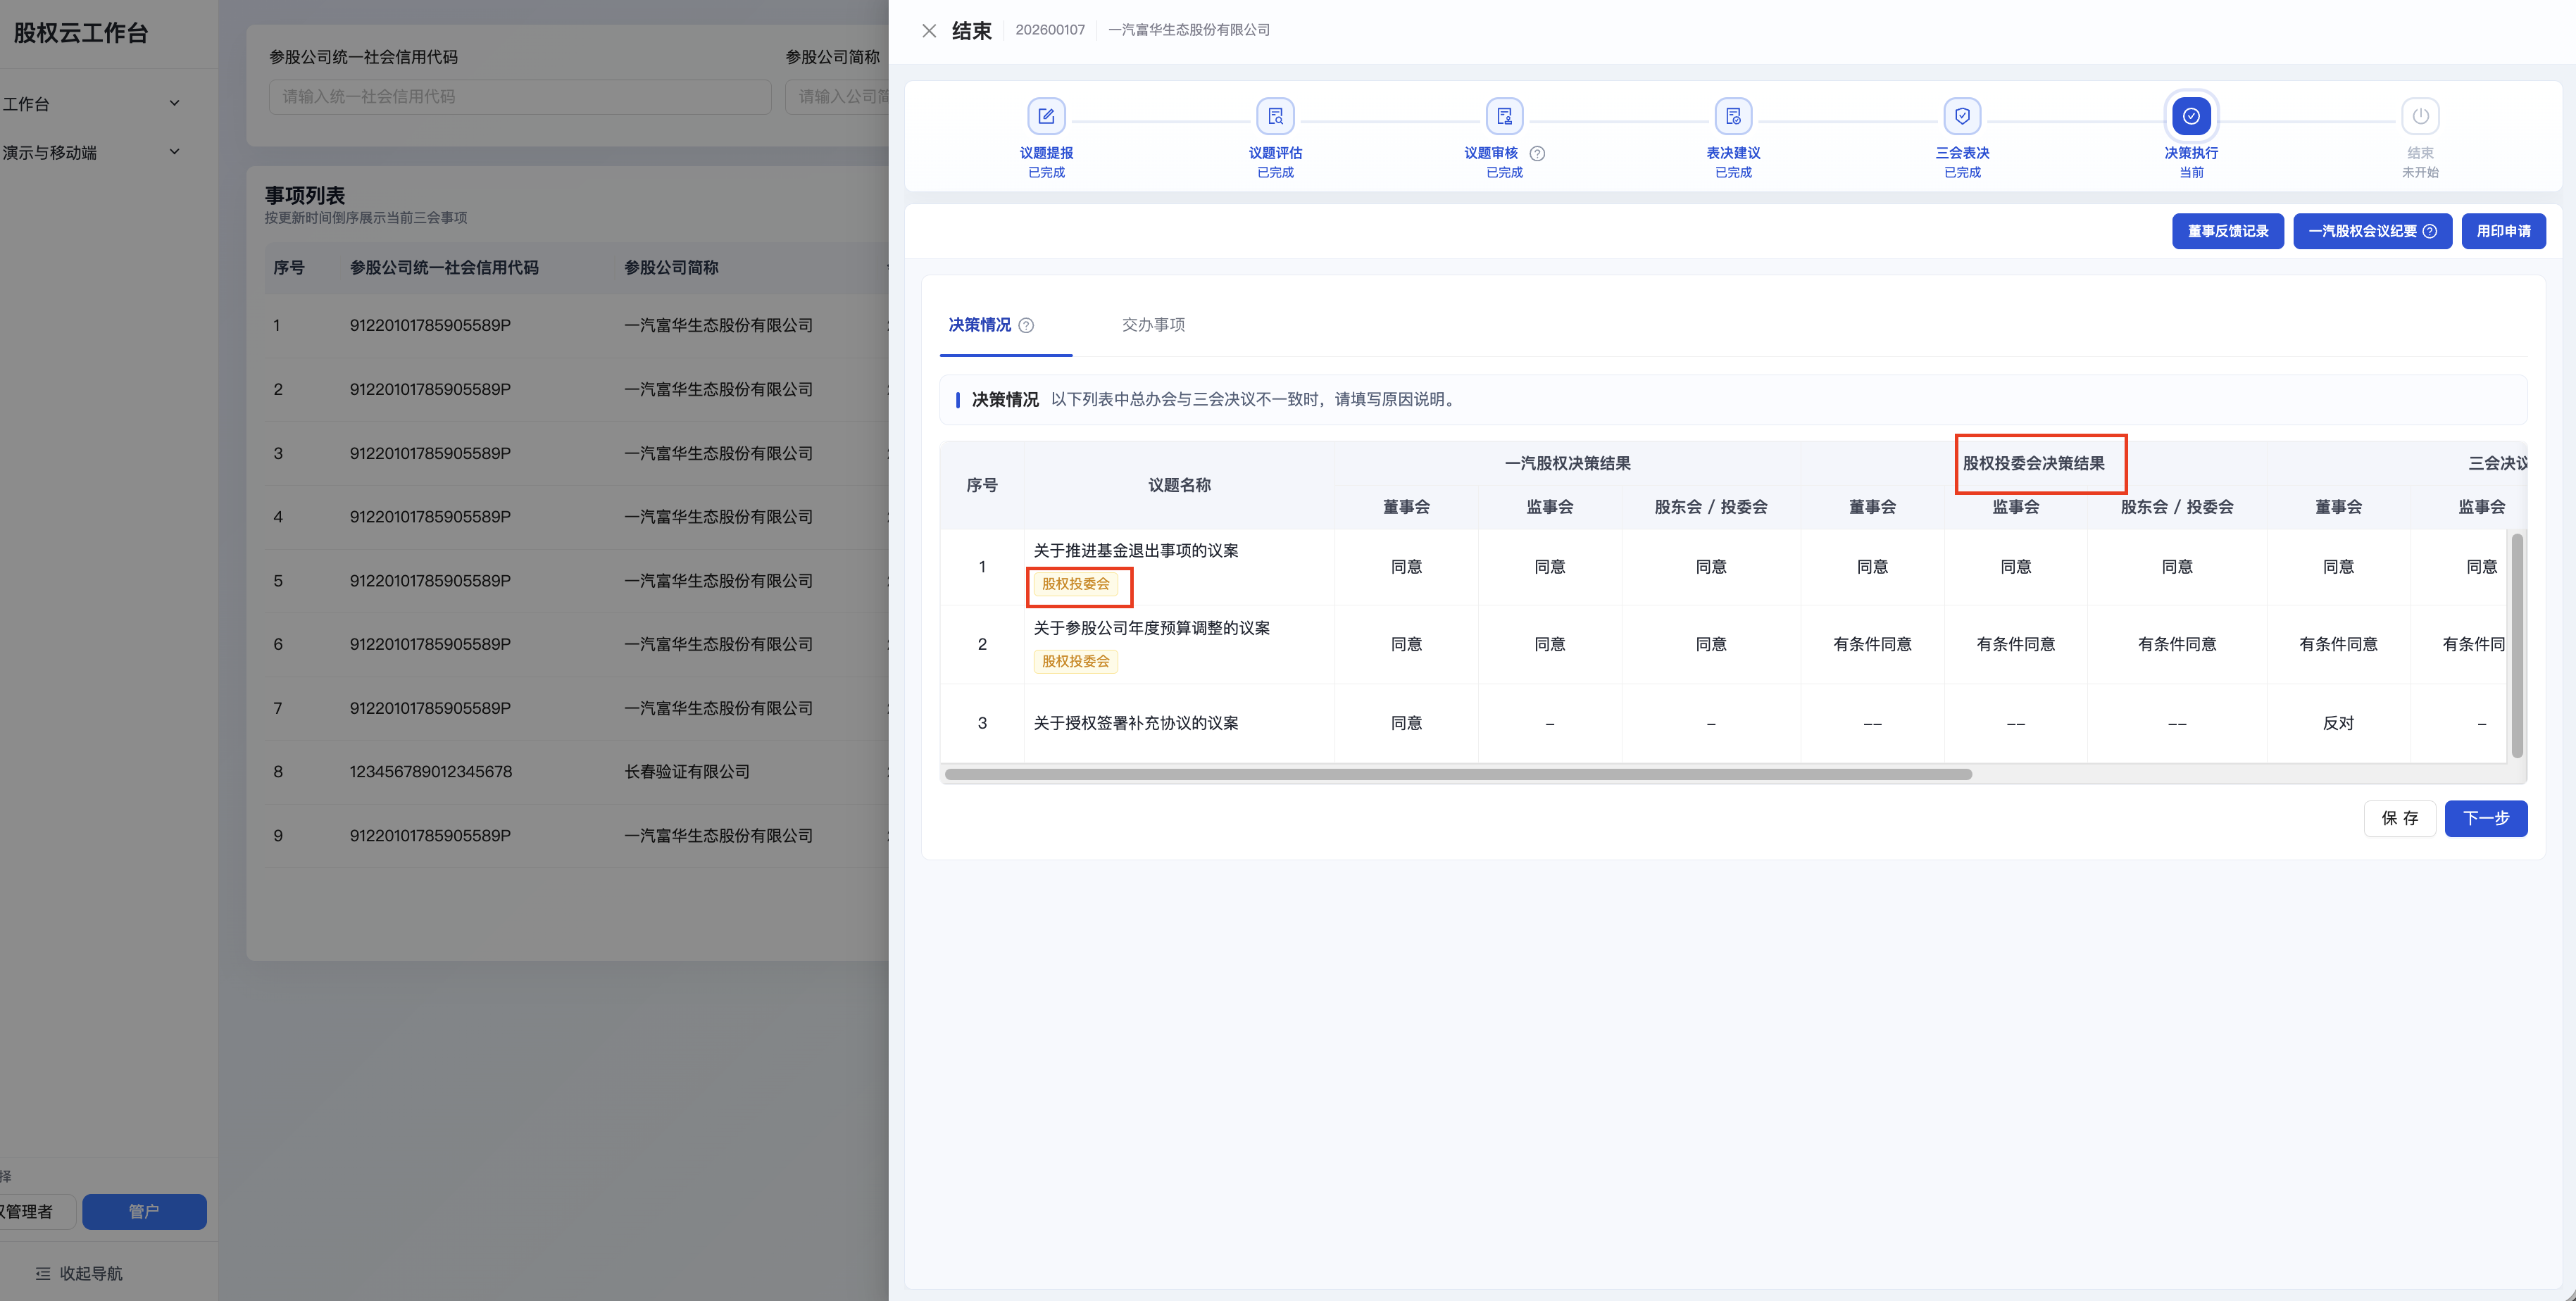 股权云工作台
工作台
演示与移动端
择
管理者
管户
收起导航
参股公司统一社会信用代码
参股公司简称
请输入统一社会信用代码
请输入公司简
事项列表
按更新时间倒序展示当前三会事项
序号 参股公司统一社会信用代码 参股公司简称
1 91220101785905589P 一汽富华生态股份有限公司
2 91220101785905589P 一汽富华生态股份有限公司
3 91220101785905589P 一汽富华生态股份有限公司
4 91220101785905589P 一汽富华生态股份有限公司
5 91220101785905589P 一汽富华生态股份有限公司
6 91220101785905589P 一汽富华生态股份有限公司
7 91220101785905589P 一汽富华生态股份有限公司
8 123456789012345678 长春验证有限公司
9 91220101785905589P 一汽富华生态股份有限公司
结束 202600107 一汽富华生态股份有限公司
议题提报 议题评估 议题审核 表决建议 三会表决 决策执行 结束
已完成 已完成 已完成 已完成 已完成 当前 未开始
董事反馈记录 一汽股权会议纪要 用印申请
决策情况 交办事项
决策情况 以下列表中总办会与三会决议不一致时，请填写原因说明。
序号 议题名称 一汽股权决策结果 股权投委会决策结果 三会决议
董事会 监事会 股东会 / 投委会 董事会 监事会 股东会 / 投委会 董事会 监事会
1 关于推进基金退出事项的议案 同意 同意 同意 同意 同意 同意 同意 同意
股权投委会
2 关于参股公司年度预算调整的议案 同意 同意 同意 有条件同意 有条件同意 有条件同意 有条件同意 有条件同
股权投委会
3 关于授权签署补充协议的议案 同意 – – –– –– –– 反对 –
保 存 下一步